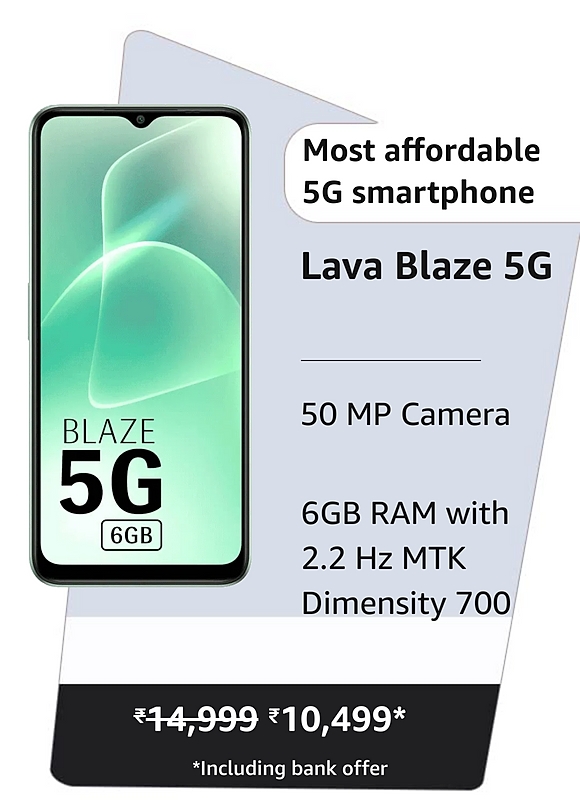 Most affordable
5G smartphone
Lava Blaze 5G
50 MP Camera
6GB RAM with
2.2 Hz MTK
Dimensity 700
BLAZE
5G
6GB
₹14,999 ₹10,499*
*Including bank offer